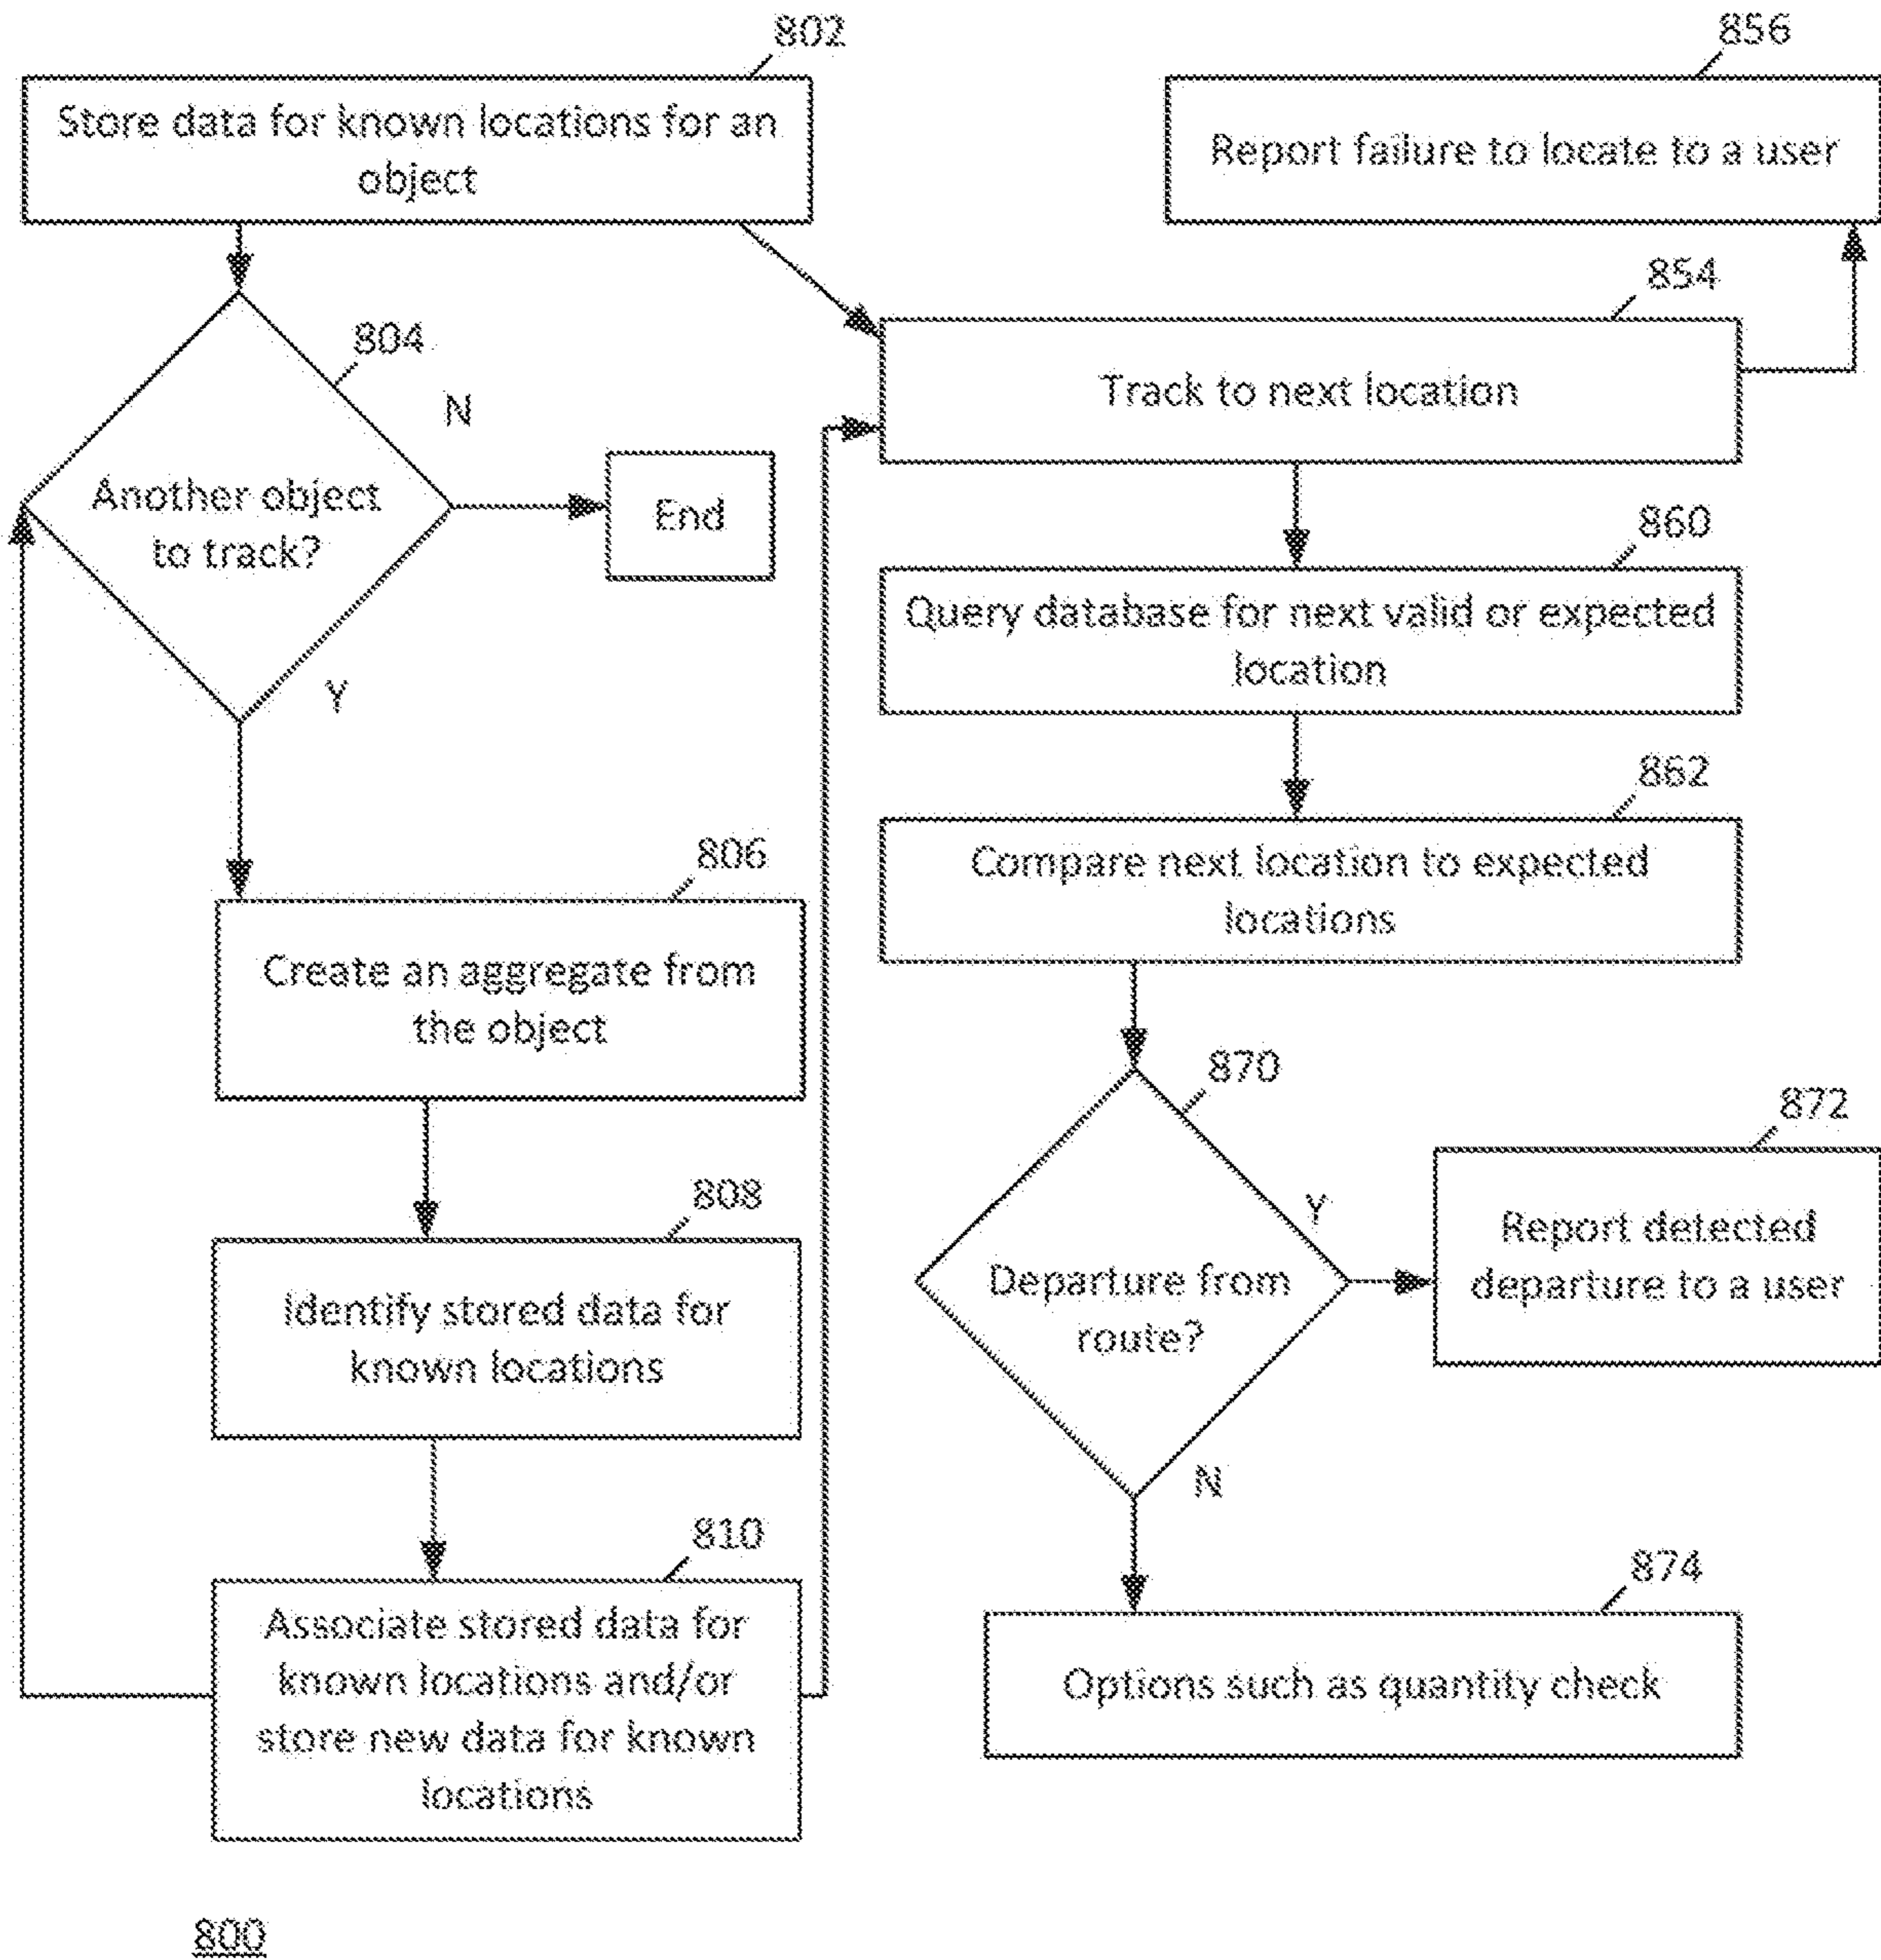 802
Store data for known locations for an
object
804
N
Another object
to track?
End
Y
806
Create an aggregate from
the object
808
Identify stored data for
known locations
810
Associate stored data for
known locations and/or
store new data for known
locations
856
Report failure to locate to a user
854
Track to next location
860
Query database for next valid or expected
location
862
Compare next location to expected
locations
870
Y
Departure from
route?
872
Report detected
departure to a user
N
874
Options such as quantity check
800